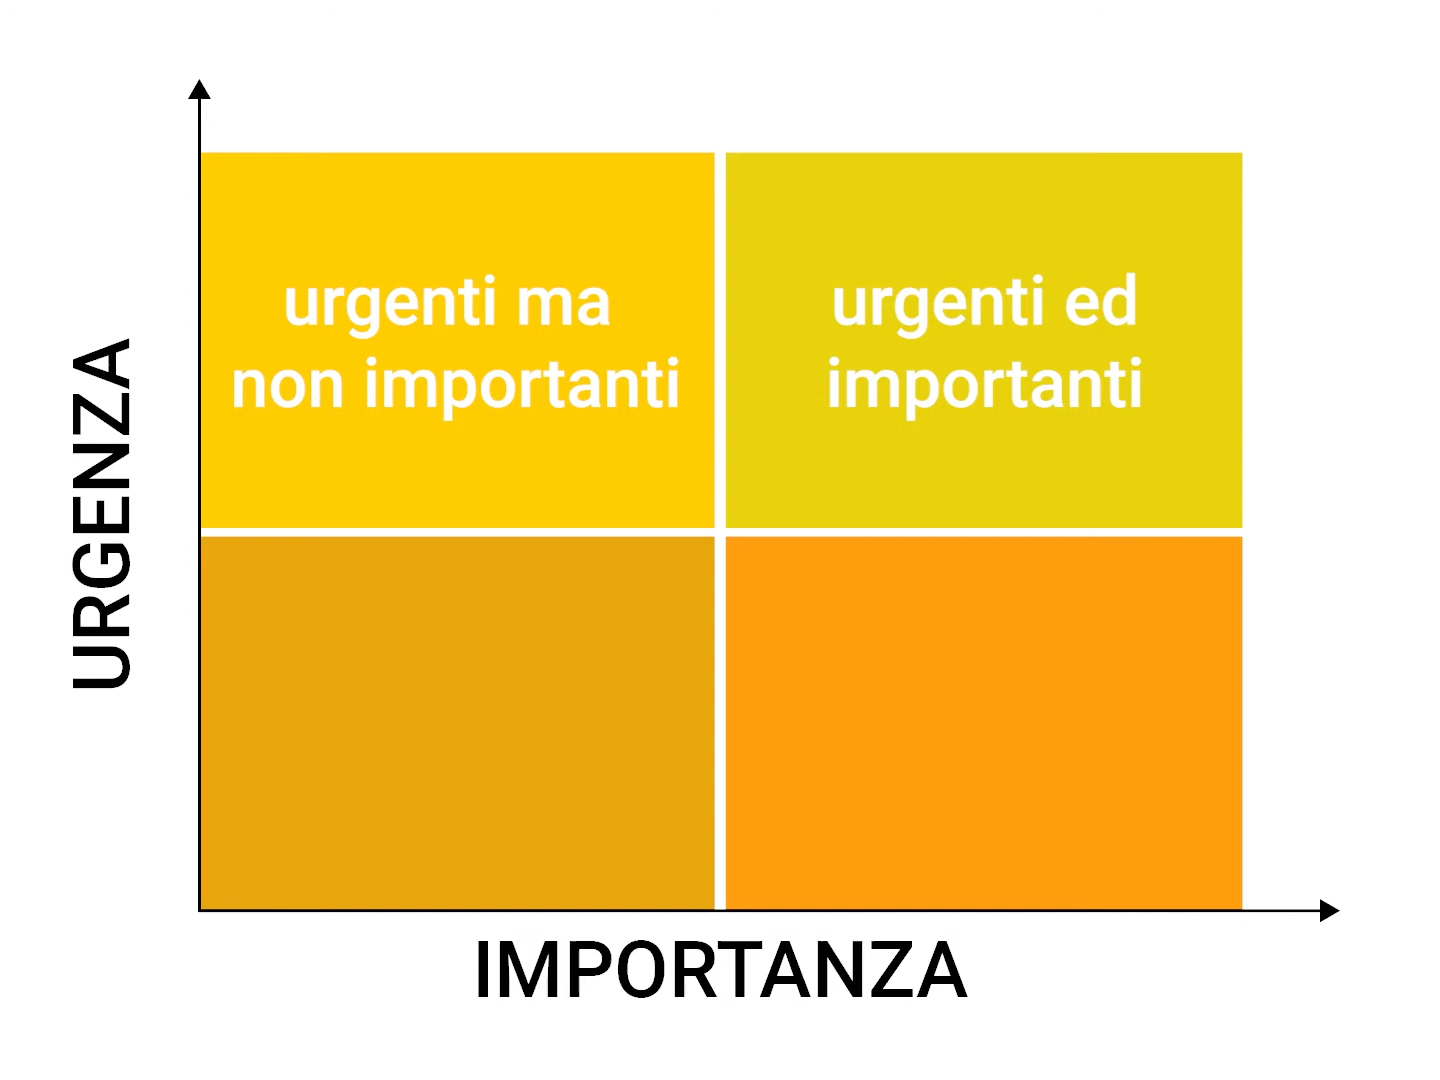 urgenti ma
non importanti
urgenti ed
importanti
URGENZA
IMPORTANZA